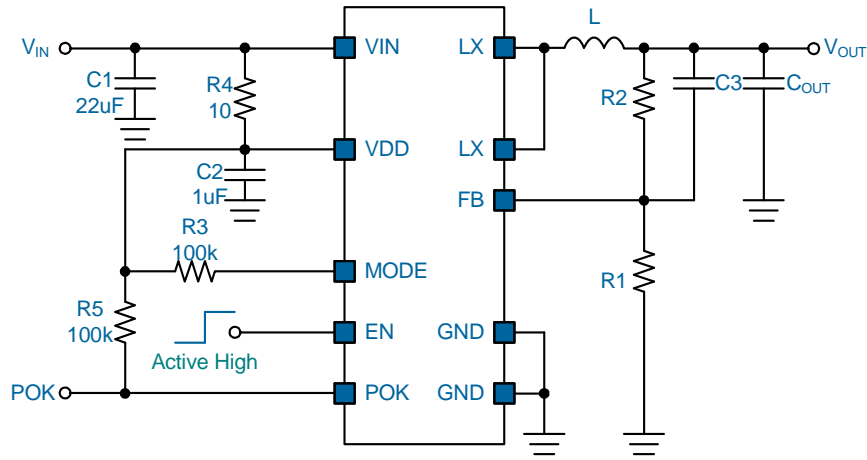 VIN
C1
22uF
R4
10
VIN
LX
L
VOUT
R2
C3
COUT
VDD
LX
C2
1uF
FB
R3
100k
MODE
R1
R5
100k
EN
GND
Active High
POK
POK
GND